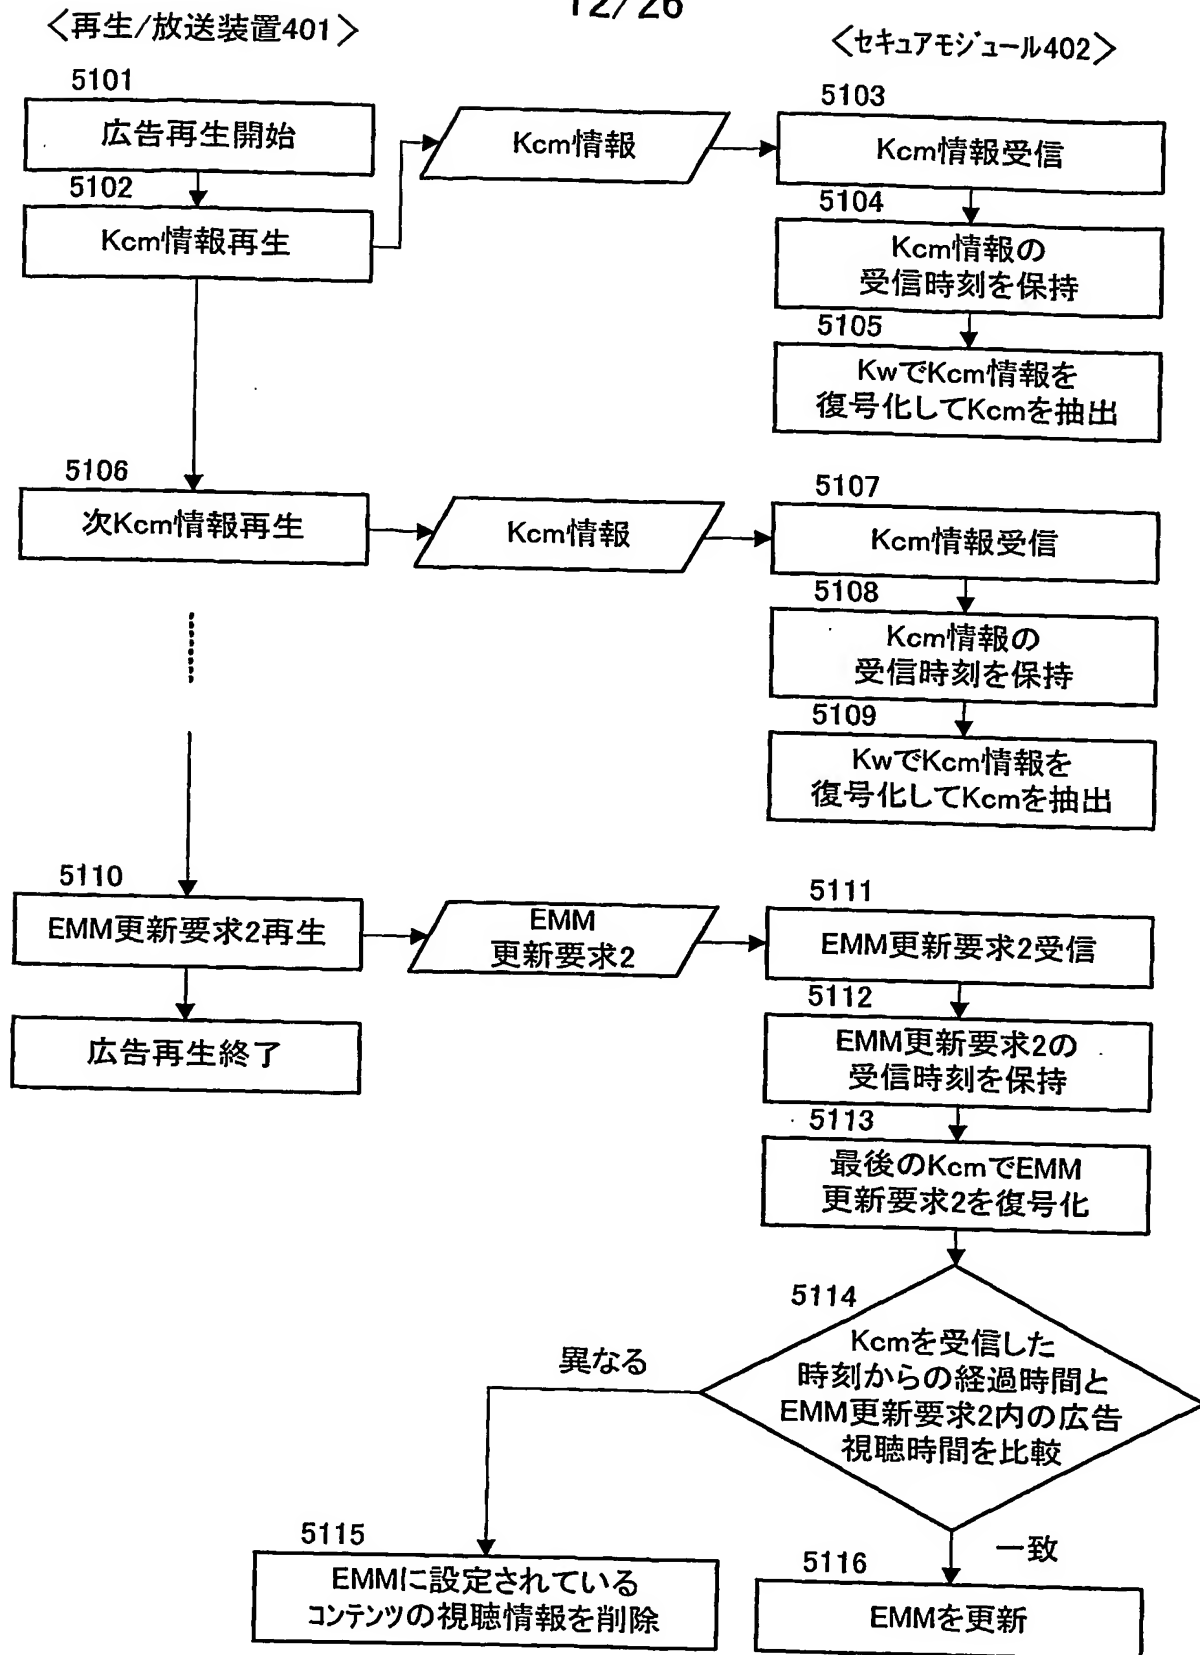 12/26
＜再生/放送装置401＞
＜セキュアモジュール402＞
5101
広告再生開始
5102
Kcm情報再生
Kcm情報
5103
Kcm情報受信
5104
Kcm情報の
受信時刻を保持
5105
KwでKcm情報を
復号化してKcmを抽出
5106
次Kcm情報再生
Kcm情報
5107
Kcm情報受信
5108
Kcm情報の
受信時刻を保持
5109
KwでKcm情報を
復号化してKcmを抽出
5110
EMM更新要求2再生
EMM
更新要求2
5111
EMM更新要求2受信
広告再生終了
5112
EMM更新要求2の
受信時刻を保持
5113
最後のKcmでEMM
更新要求2を復号化
5114
Kcmを受信した
時刻からの経過時間と
EMM更新要求2内の広告
視聴時間を比較
異なる
一致
5115
EMMに設定されている
コンテンツの視聴情報を削除
5116
EMMを更新